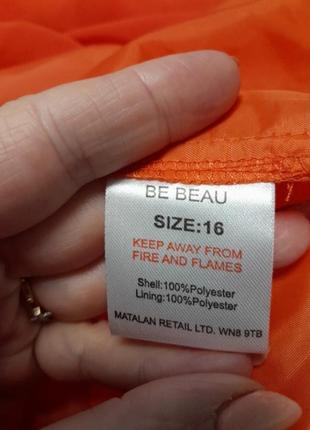 BE BEAU
SIZE:16
KEEP AWAY FROM
FIRE AND FLAMES
Shell:100%Polyester
Lining:100%Polyester
MATALAN RETAIL LTD. WN8 9TB